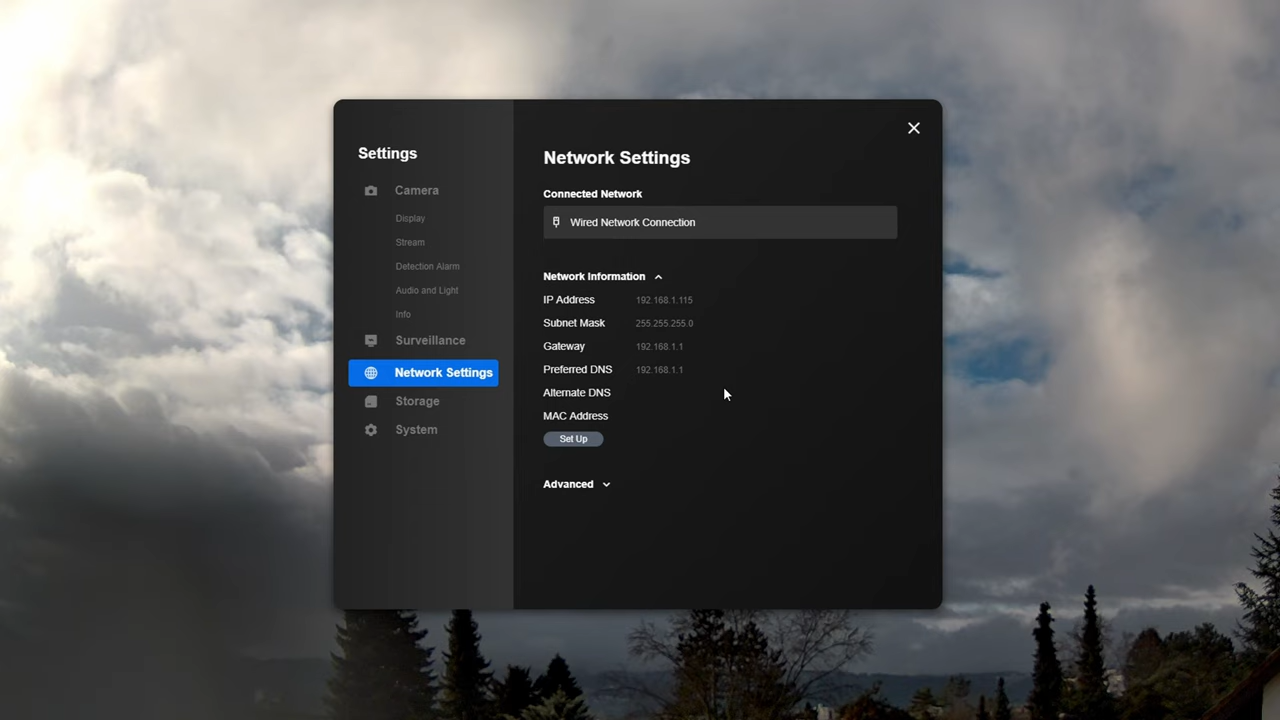 Settings
Camera
Display
Stream
Detection Alarm
Audio and Light
Info
Surveillance
Network Settings
Storage
System
Network Settings
Connected Network
Wired Network Connection
Network Information
IP Address 192.168.1.115
Subnet Mask 255.255.255.0
Gateway 192.168.1.1
Preferred DNS 192.168.1.1
Alternate DNS
MAC Address
Set Up
Advanced